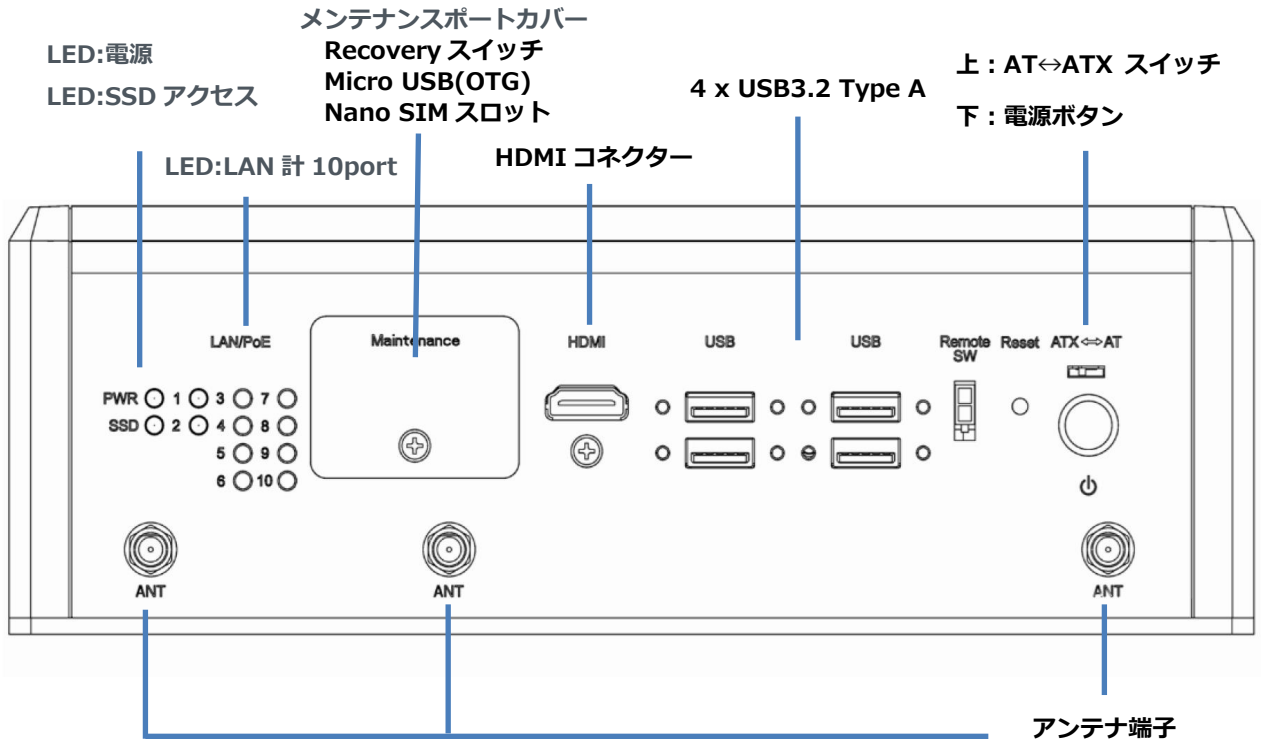 メンテナンスポートカバー
Recovery スイッチ
Micro USB(OTG)
Nano SIM スロット
LED:電源
LED:SSD アクセス
LED:LAN 計 10port
HDMI コネクター
4 x USB3.2 Type A
上：AT⇔ATX スイッチ
下：電源ボタン
LAN/PoE
Maintenance
HDMI
USB
USB
Remote SW
Reset
ATX⇔AT
PWR 1 3 7
SSD 2 4 8
5 9
6 10
ANT
ANT
ANT
アンテナ端子